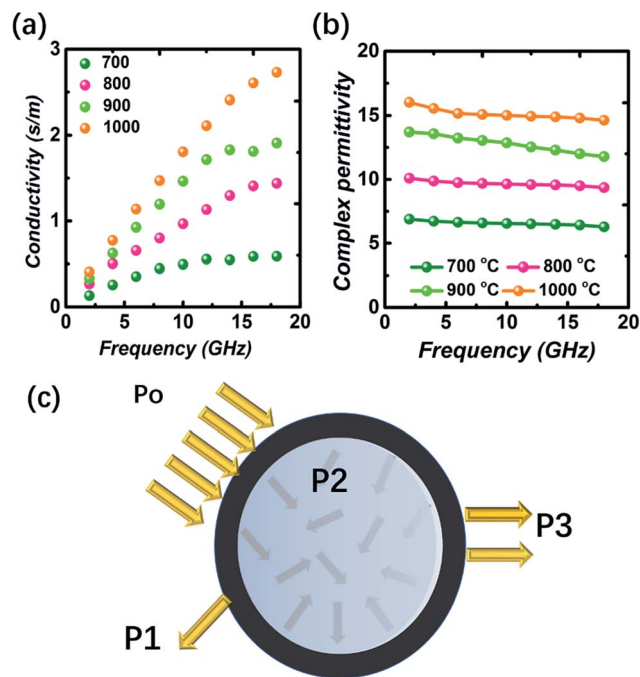 (a)
3
2
1
0
Conductivity (s/m)
700
800
900
1000
0 5 10 15 20
Frequency (GHz)
(b)
20
15
10
5
0
Complex permittivity
700 °C 800 °C
900 °C 1000 °C
0 5 10 15 20
Frequency (GHz)
(c)
Po
P2
P3
P1